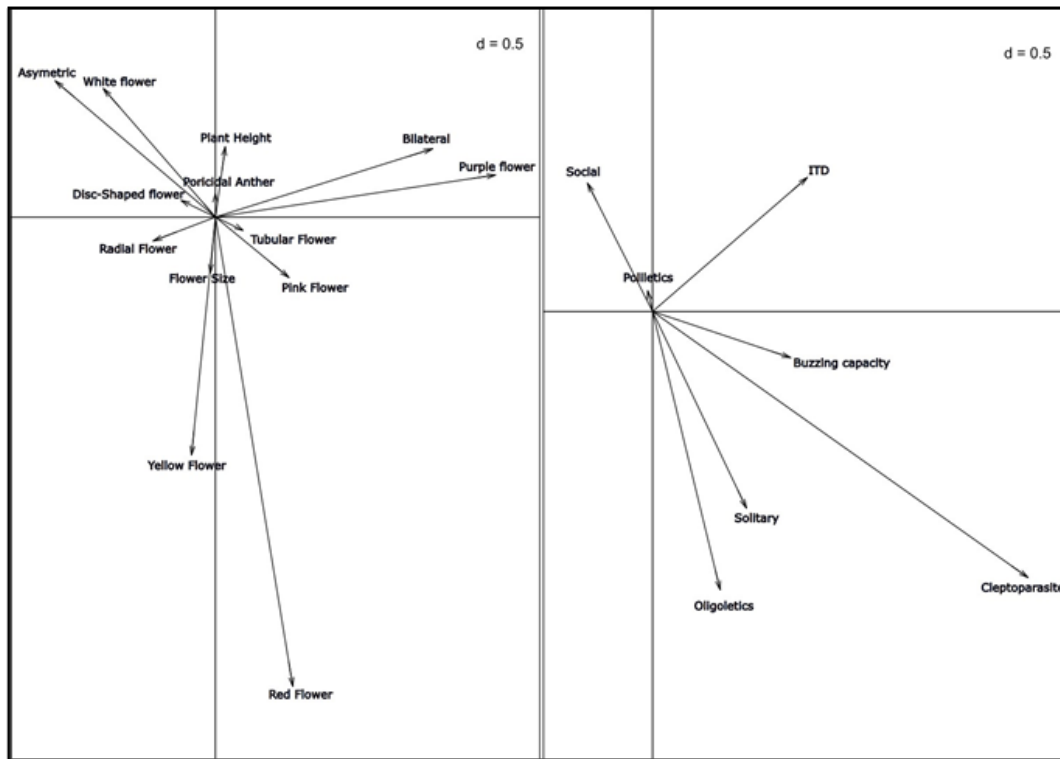 d = 0.5
Asymetric
White flower
Plant Height
Bilateral
Purple flower
Poricidal Anther
Disc-Shaped flower
Tubular Flower
Radial Flower
Flower Size
Pink Flower
Yellow Flower
Red Flower
d = 0.5
Social
ITD
Poliletics
Buzzing capacity
Solitary
Cleptoparasite
Oligoletics